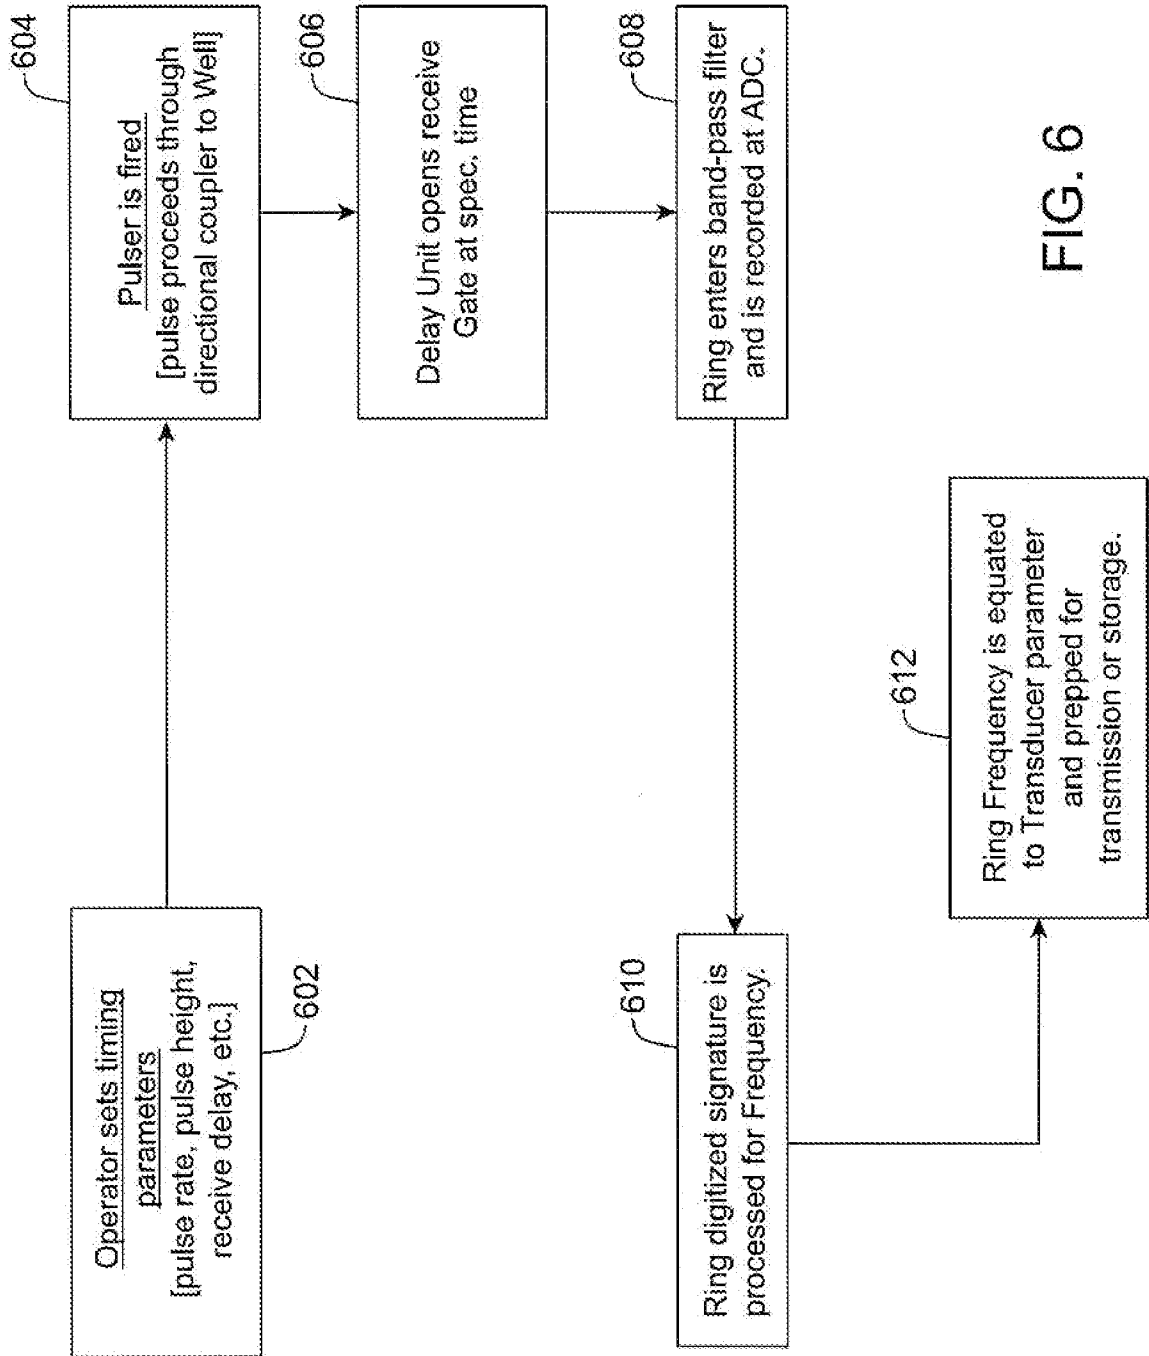 Operator sets timing
parameters
[pulse rate, pulse height,
receive delay, etc.]
602
604
Pulser is fired
[pulse proceeds through
directional coupler to Well]
606
Delay Unit opens receive
Gate at spec. time
608
Ring enters band-pass filter
and is recorded at ADC.
610
Ring digitized signature is
processed for Frequency.
612
Ring Frequency is equated
to Transducer parameter
and prepped for
transmission or storage.
FIG. 6